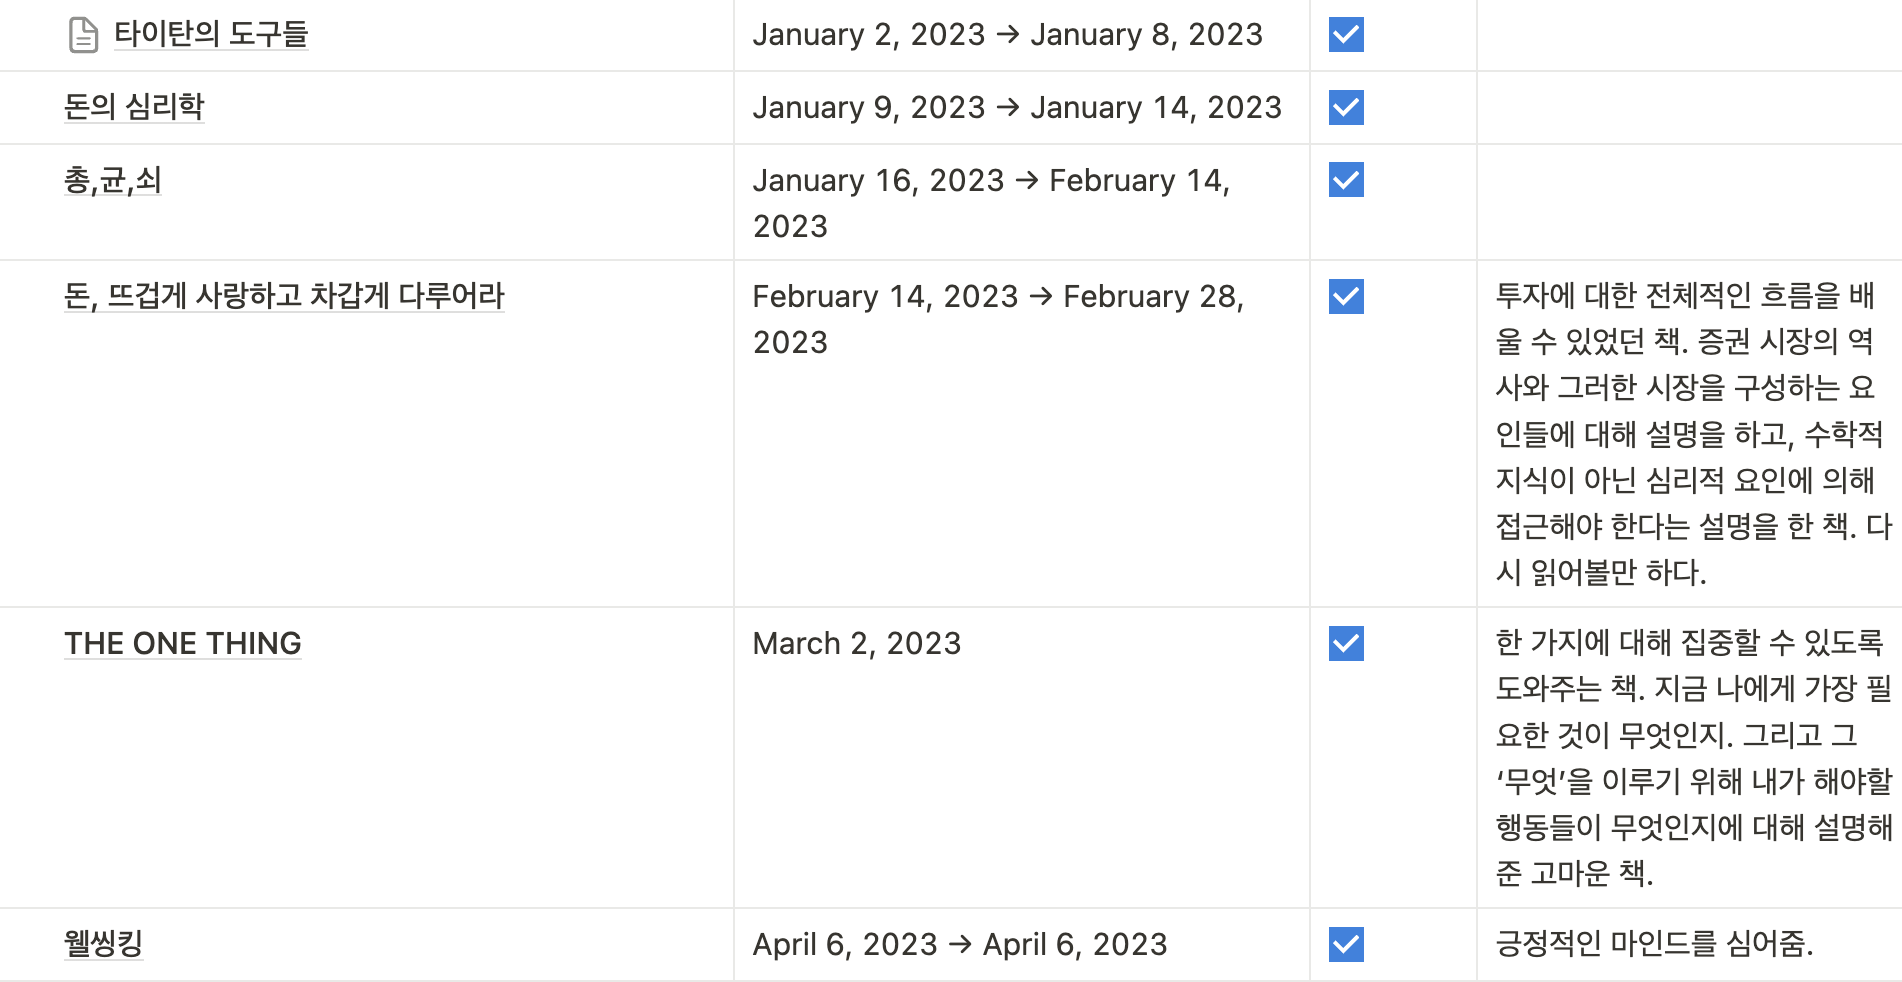 타이탄의 도구들 January 2, 2023 → January 8, 2023
돈의 심리학 January 9, 2023 → January 14, 2023
총,균,쇠 January 16, 2023 → February 14,
2023
돈, 뜨겁게 사랑하고 차갑게 다루어라 February 14, 2023 → February 28,
2023
투자에 대한 전체적인 흐름을 배
울 수 있었던 책. 증권 시장의 역
사와 그러한 시장을 구성하는 요
인들에 대해 설명을 하고, 수학적
지식이 아닌 심리적 요인에 의해
접근해야 한다는 설명을 한 책. 다
시 읽어볼만 하다.
THE ONE THING March 2, 2023
한 가지에 대해 집중할 수 있도록
도와주는 책. 지금 나에게 가장 필
요한 것이 무엇인지. 그리고 그
‘무엇’을 이루기 위해 내가 해야할
행동들이 무엇인지에 대해 설명해
준 고마운 책.
웰씽킹 April 6, 2023 → April 6, 2023 긍정적인 마인드를 심어줌.